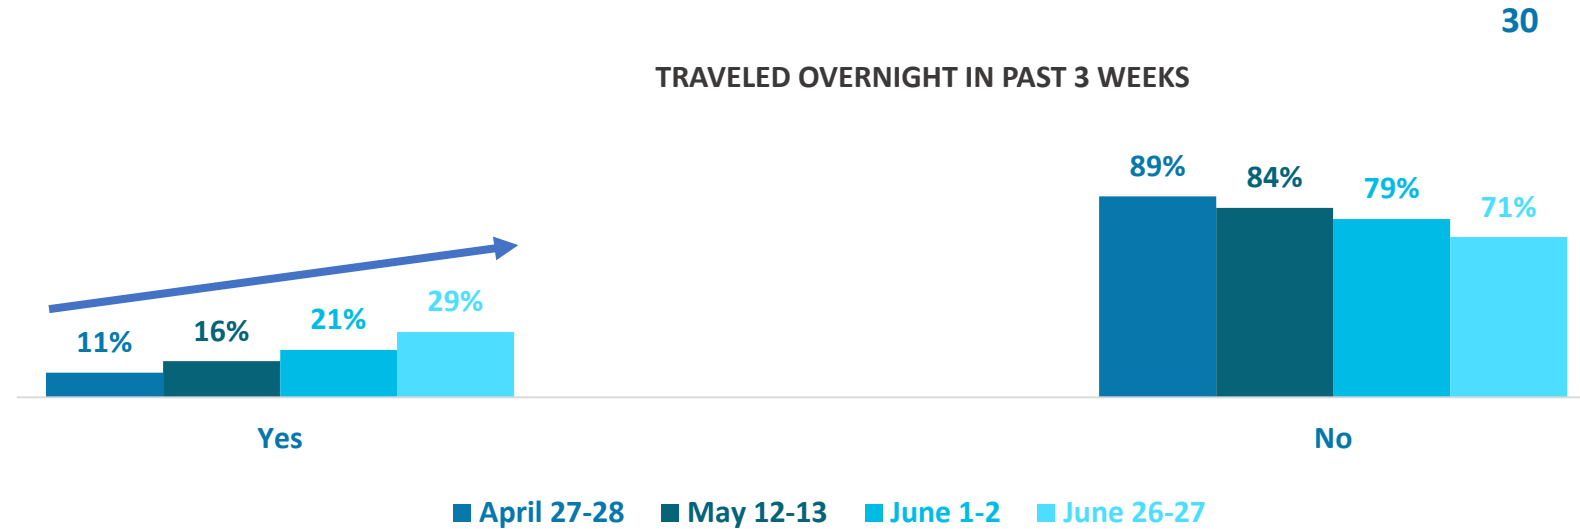 30
TRAVELED OVERNIGHT IN PAST 3 WEEKS
11%
16%
21%
29%
89%
84%
79%
71%
Yes
No
April 27-28
May 12-13
June 1-2
June 26-27